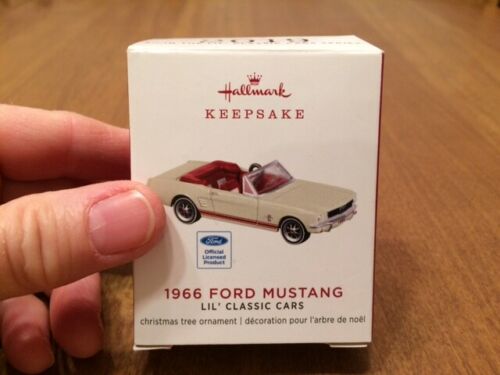 2019
Hallmark
KEEPSAKE
Ford
Official
Licensed
Product
1966 FORD MUSTANG
LIL' CLASSIC CARS
christmas tree ornament | décoration pour l'arbre de noël